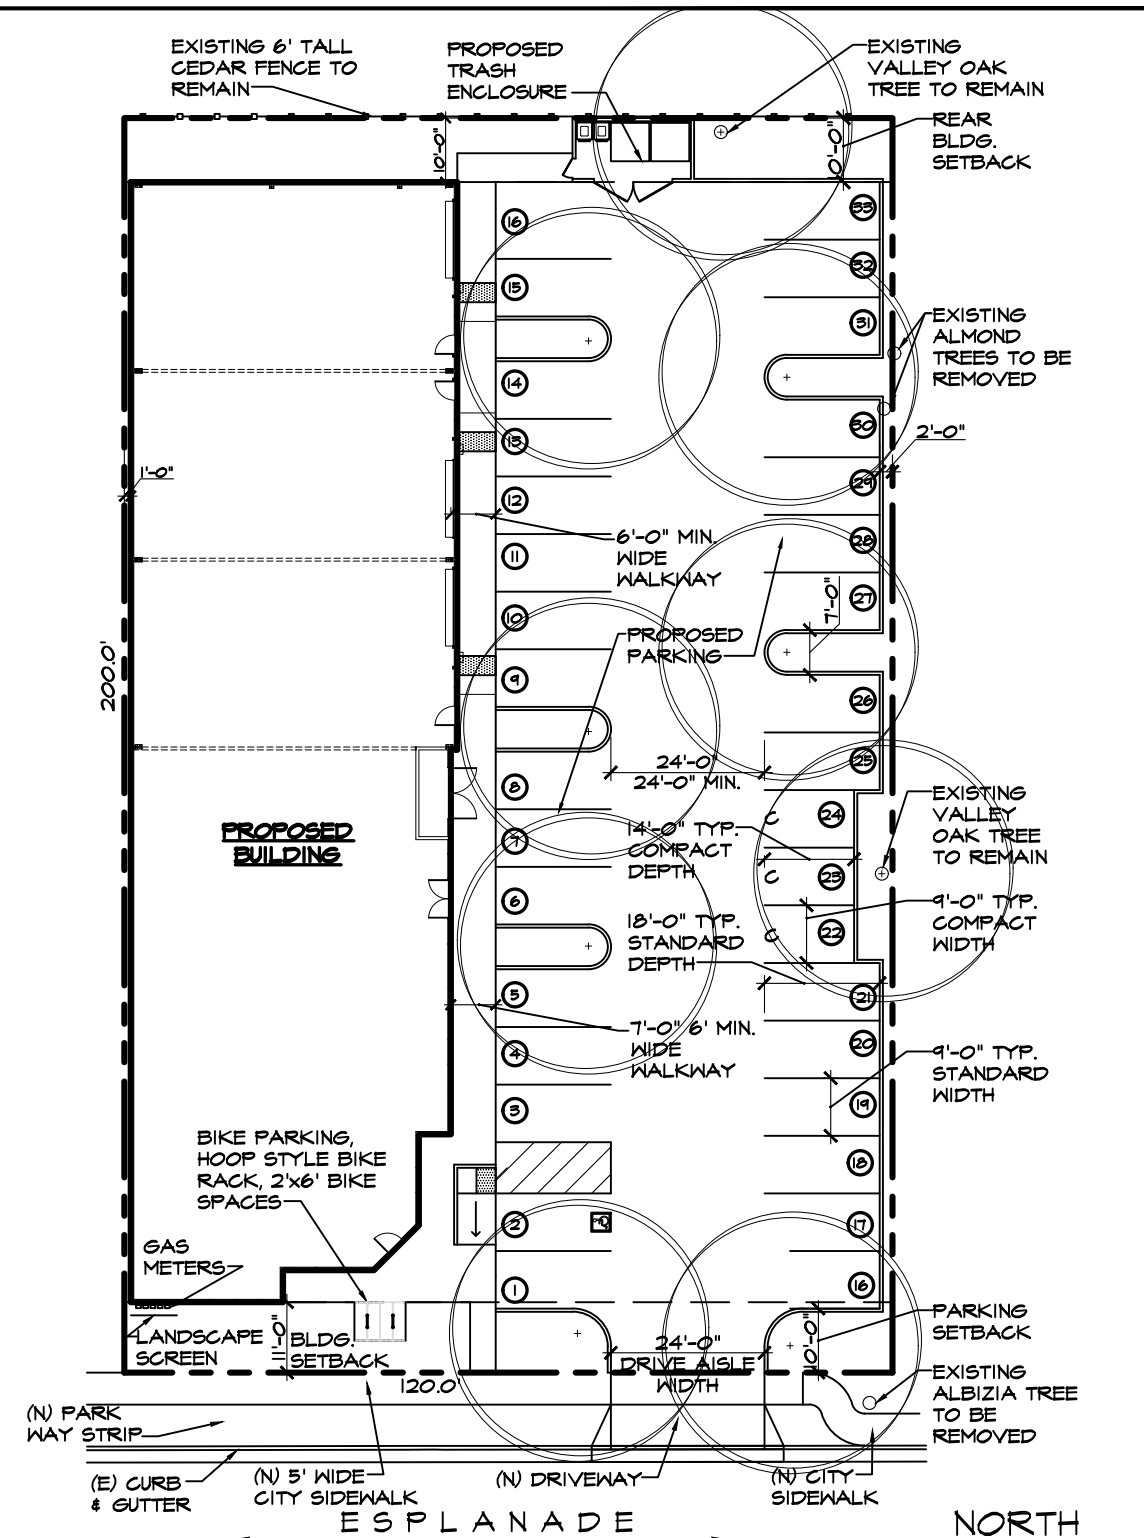 EXISTING 6' TALL
CEDAR FENCE TO
REMAIN
PROPOSED
TRASH
ENCLOSURE
EXISTING
VALLEY OAK
TREE TO REMAIN
REAR
BLDG.
SETBACK
10'-0"
10'-0"
16
15
14
13
12
11
10
9
8
7
6
5
4
3
2
1
33
32
31
30
29
28
27
26
25
24
23
22
21
20
19
18
17
16
EXISTING
ALMOND
TREES TO BE
REMOVED
2'-0"
1'-0"
6'-0" MIN.
WIDE
WALKWAY
7'-0"
PROPOSED
PARKING
200.0'
24'-0"
24'-0" MIN.
PROPOSED
BUILDING
14'-0" TYP.
COMPACT
DEPTH
C
C
C
EXISTING
VALLEY
OAK TREE
TO REMAIN
9'-0" TYP.
COMPACT
WIDTH
18'-0" TYP.
STANDARD
DEPTH
7'-0" 6' MIN.
WIDE
WALKWAY
9'-0" TYP.
STANDARD
WIDTH
BIKE PARKING,
HOOP STYLE BIKE
RACK, 2'x6' BIKE
SPACES
GAS
METERS
LANDSCAPE
SCREEN
11'-0"
BLDG.
SETBACK
24'-0"
DRIVE AISLE
WIDTH
10'-0"
PARKING
SETBACK
120.0'
EXISTING
ALBIZIA TREE
TO BE
REMOVED
(N) PARK
WAY STRIP
(E) CURB
& GUTTER
(N) 5' WIDE
CITY SIDEWALK
(N) DRIVEWAY
(N) CITY
SIDEWALK
ESPLANADE
NORTH